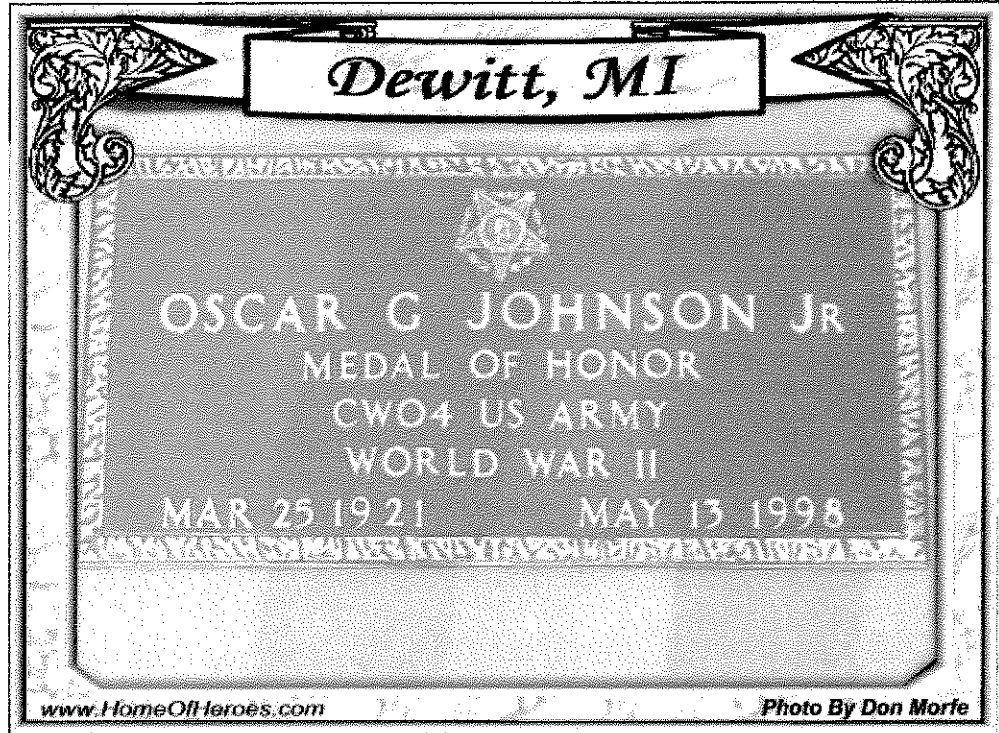 Dewitt, MI
OSCAR G JOHNSON JR
MEDAL OF HONOR
CWO4 US ARMY
WORLD WAR II
MAR 25 1921 MAY 13 1998
www.HomeOfHeroes.com Photo By Don Morfe